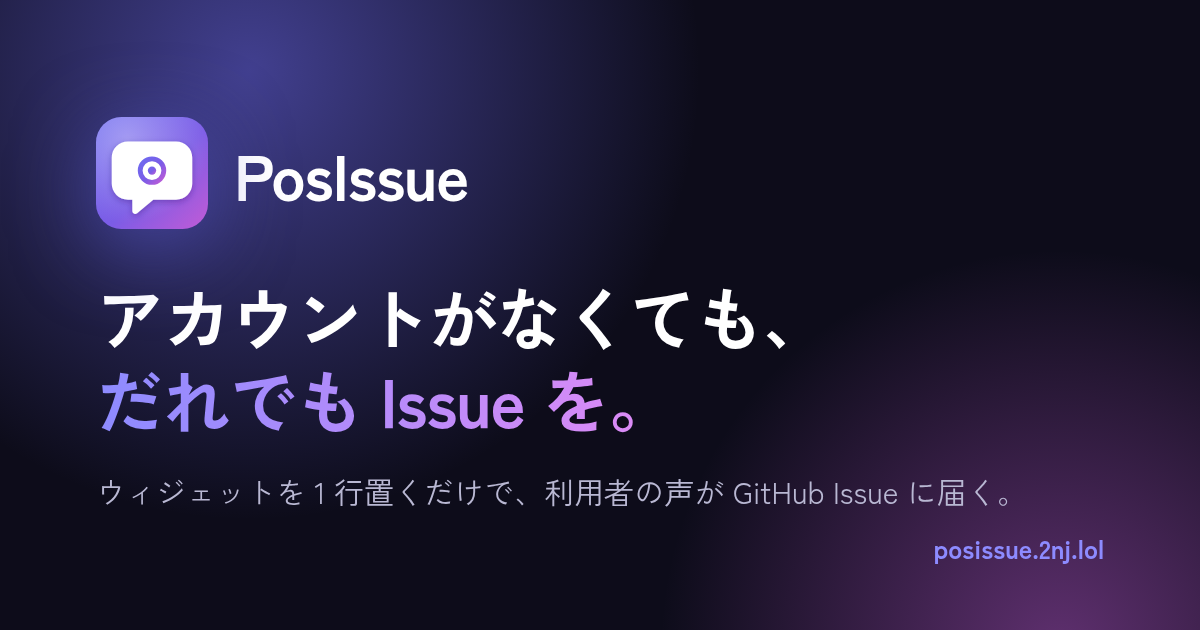 PosIssue
アカウントがなくても、
だれでも Issue を。
ウィジェットを 1 行置くだけで、利用者の声が GitHub Issue に届く。
posissue.2nj.lol